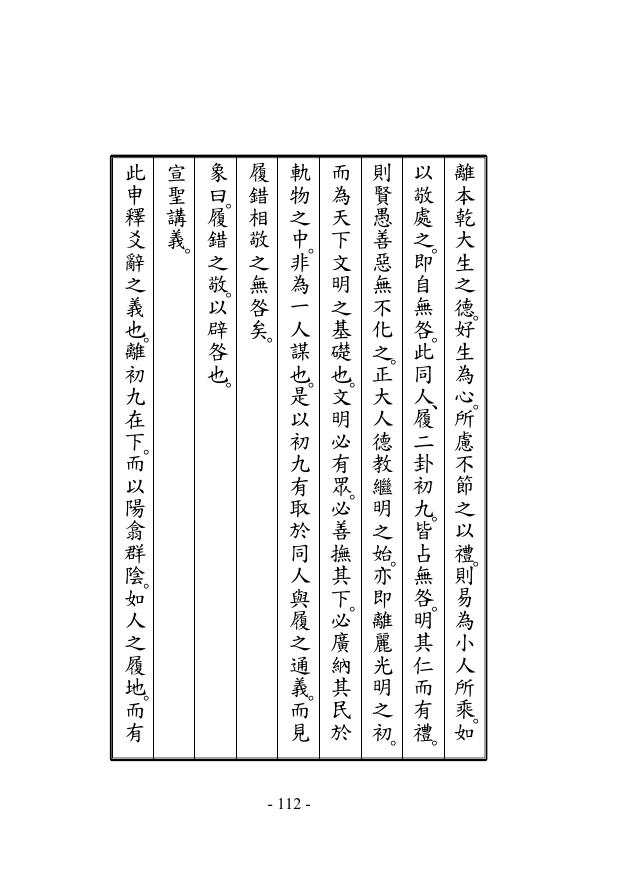 離本乾大生之德。好生為心。所慮不節之以禮。則易為小人所乘。如
以敬處之。即自無咎。此同人、履二卦初九。皆占無咎。明其仁而有禮。
則賢愚善惡無不化之。正大人德教繼明之始。亦即離麗光明之初。
而為天下文明之基礎也。文明必有眾。必善撫其下。必廣納其民於
軌物之中。非為一人謀也。是以初九有取於同人與履之通義。而見
履錯相敬之無咎矣。
象曰。履錯之敬。以辟咎也。
宣聖講義。
此申釋爻辭之義也。離初九在下。而以陽翕群陰。如人之履地。而有
- 112 -